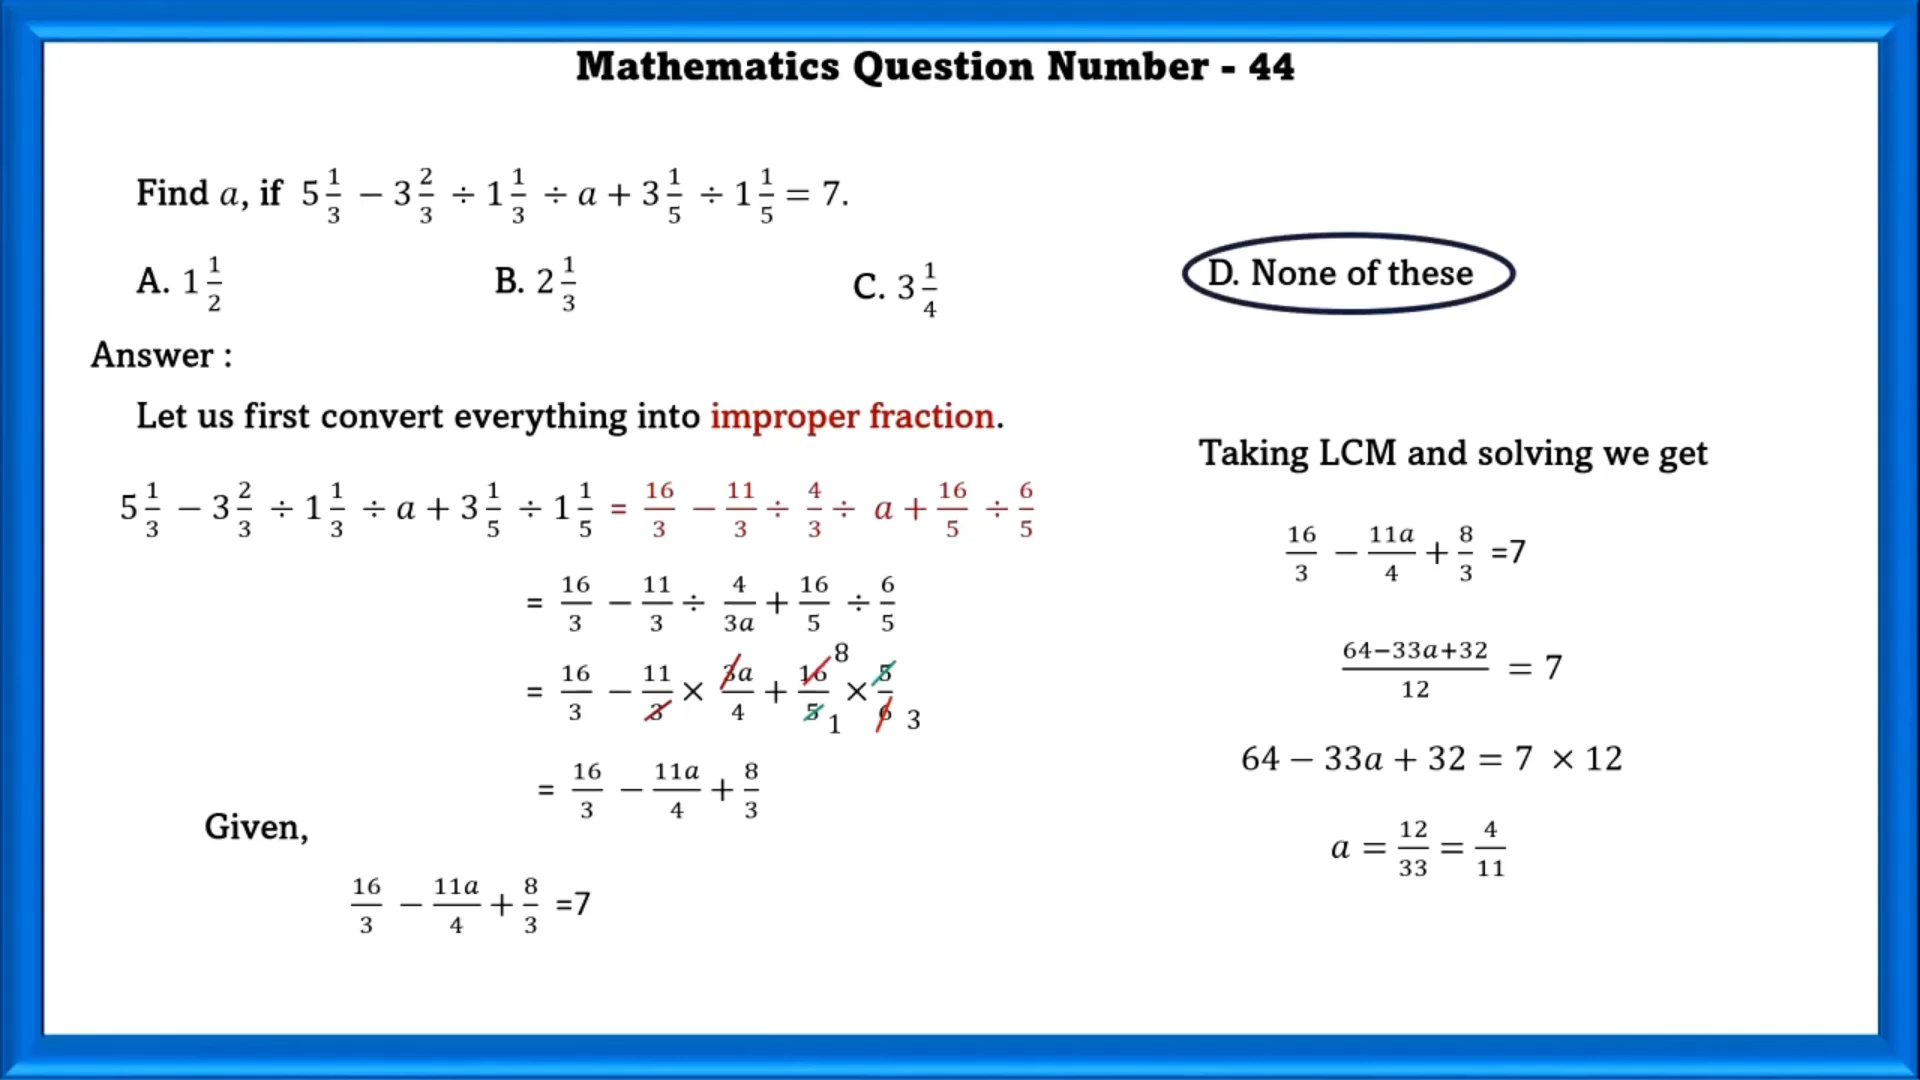 Mathematics Question Number - 44
Find a, if 5 1/3 − 3 2/3 ÷ 1 1/3 ÷ a + 3 1/5 ÷ 1 1/5 = 7.
A. 1 1/2 B. 2 1/3 C. 3 1/4 D. None of these
Answer :
Let us first convert everything into improper fraction.
5 1/3 − 3 2/3 ÷ 1 1/3 ÷ a + 3 1/5 ÷ 1 1/5 = 16/3 − 11/3 ÷ 4/3 ÷ a + 16/5 ÷ 6/5
= 16/3 − 11/3 ÷ 4/3a + 16/5 ÷ 6/5
= 16/3 − 11/3 × 3a/4 + 16/5 × 5/6 8 1 3
= 16/3 − 11a/4 + 8/3
Given,
16/3 − 11a/4 + 8/3 =7
Taking LCM and solving we get
16/3 − 11a/4 + 8/3 =7
64−33a+32/12 = 7
64 − 33a + 32 = 7 × 12
a = 12/33 = 4/11